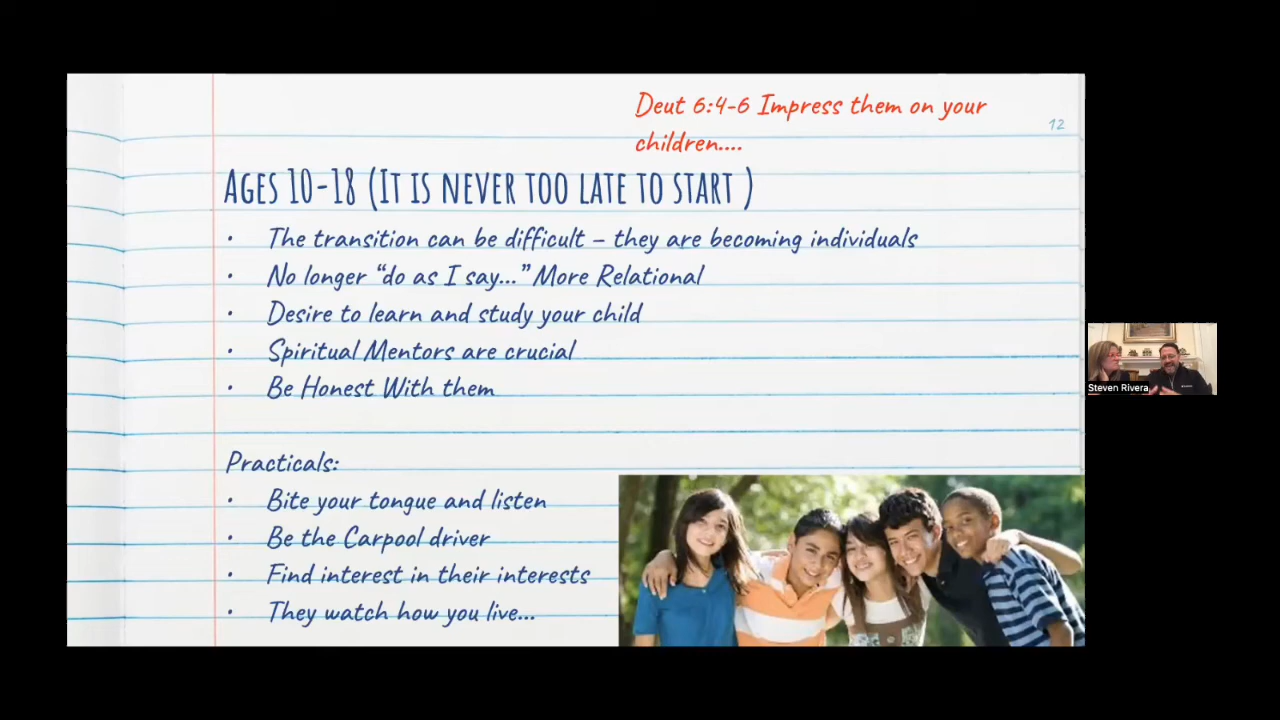 Deut 6:4-6 Impress them on your
children....
12
Ages 10-18 (It is never too late to start )
• The transition can be difficult – they are becoming individuals
• No longer “do as I say...” More Relational
• Desire to learn and study your child
• Spiritual Mentors are crucial
• Be Honest With them
Practicals:
• Bite your tongue and listen
• Be the Carpool driver
• Find interest in their interests
• They watch how you live...
Steven Rivera